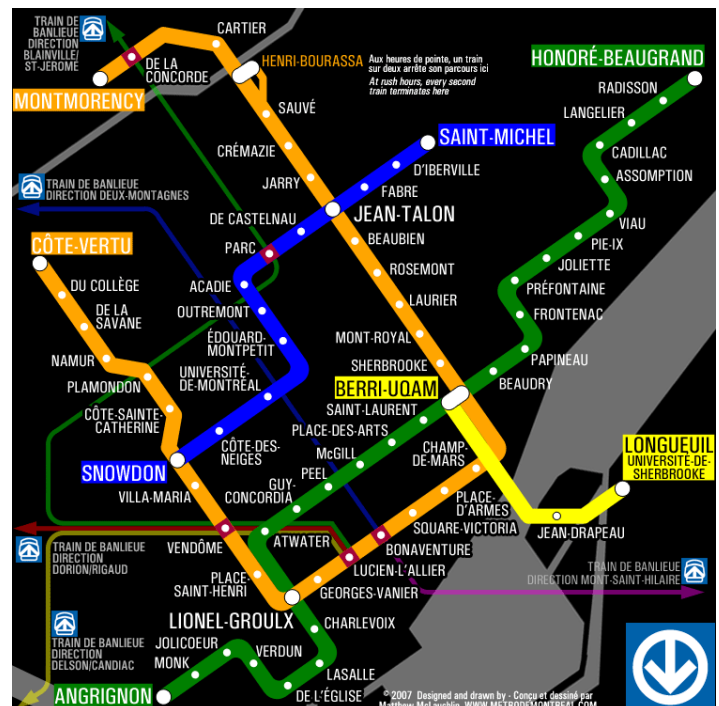 TRAIN DE
BANLIEUE
DIRECTION
BLAINVILLE/
ST-JEROME
CARTIER
DE LA
CONCORDE
MONTMORENCY
HENRI-BOURASSA
Aux heures de pointe, un train
sur deux arrête son parcours ici
At rush hours, every second
train terminates here
HONORÉ-BEAUGRAND
RADISSON
LANGELIER
CADILLAC
ASSOMPTION
VIAU
PIE-IX
JOLIETTE
PRÉFONTAINE
FRONTENAC
PAPINEAU
BEAUDRY
SAUVÉ
CRÉMAZIE
JARRY
SAINT-MICHEL
D'IBERVILLE
FABRE
JEAN-TALON
DE CASTELNAU
PARC
ACADIE
OUTREMONT
ÉDOUARD-
MONTPETIT
UNIVERSITÉ
DE-MONTRÉAL
CÔTE-DES-
NEIGES
SNOWDON
TRAIN DE BANLIEUE
DIRECTION DEUX-MONTAGNES
CÔTE-VERTU
DU COLLÈGE
DE LA
SAVANE
NAMUR
PLAMONDON
CÔTE-SAINTE-
CATHERINE
BEAUBIEN
ROSEMONT
LAURIER
MONT-ROYAL
SHERBROOKE
BERRI-UQAM
SAINT-LAURENT
PLACE-DES-ARTS
McGILL
PEEL
GUY-
CONCORDIA
ATWATER
CHAMP-
DE-MARS
PLACE-
D'ARMES
SQUARE-VICTORIA
BONAVENTURE
LUCIEN-L'ALLIER
GEORGES-VANIER
LONGUEUIL
UNIVERSITÉ-DE-
SHERBROOKE
JEAN-DRAPEAU
VILLA-MARIA
VENDÔME
PLACE-
SAINT-HENRI
LIONEL-GROULX
CHARLEVOIX
LASALLE
DE L'ÉGLISE
VERDUN
JOLICOEUR
MONK
ANGRIGNON
TRAIN DE BANLIEUE
DIRECTION
DORION/RIGAUD
TRAIN DE BANLIEUE
DIRECTION
DELSON/CANDIAC
TRAIN DE BANLIEUE
DIRECTION MONT-SAINT-HILAIRE
© 2007 Designed and drawn by - Conçu et dessiné par
Matthew McLauchlin, WWW.METRODEMONTREAL.COM